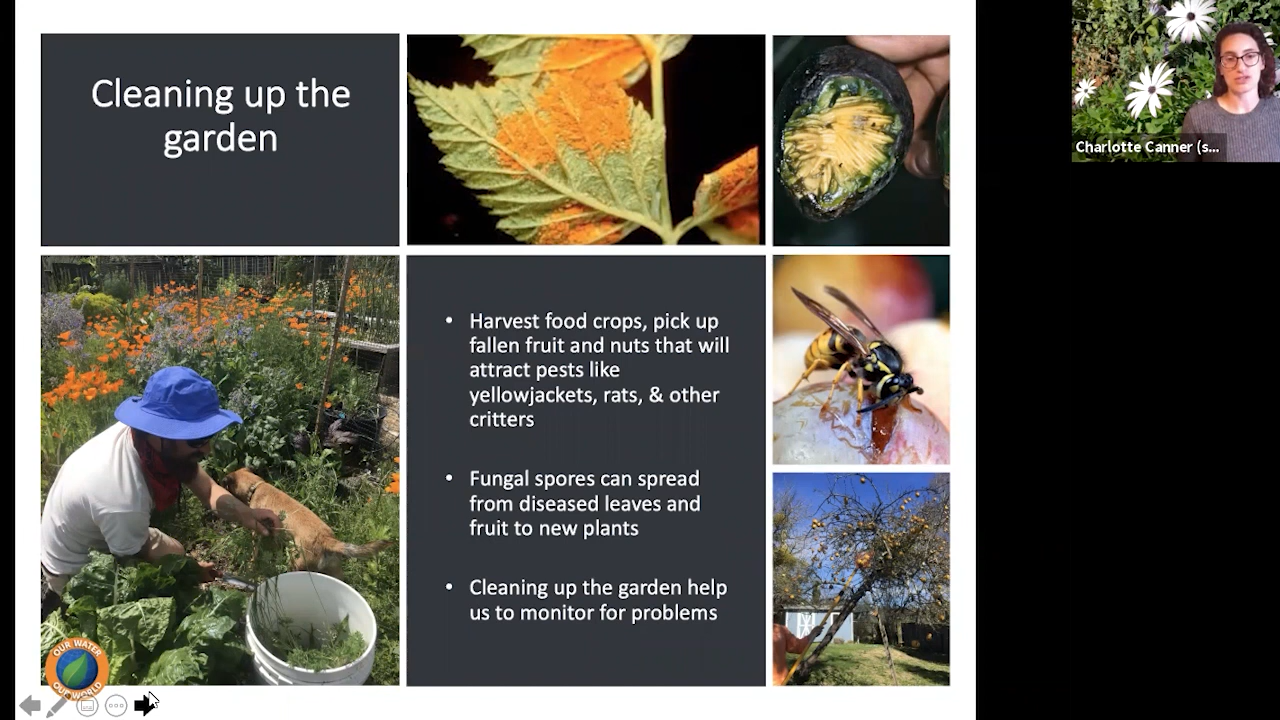 Cleaning up the
garden
• Harvest food crops, pick up
fallen fruit and nuts that will
attract pests like
yellowjackets, rats, & other
critters
• Fungal spores can spread
from diseased leaves and
fruit to new plants
• Cleaning up the garden help
us to monitor for problems
OUR WATER
OUR WORLD
Charlotte Canner (s...